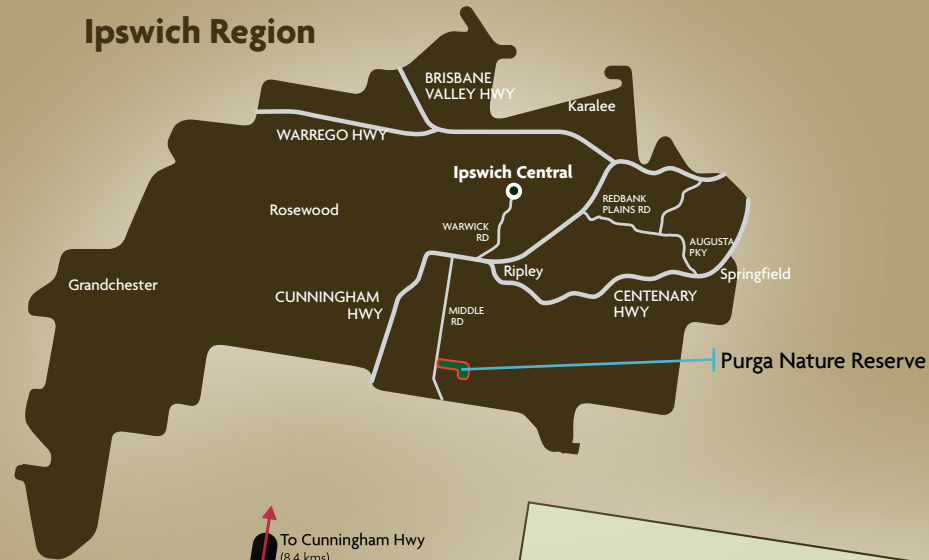 Ipswich Region
BRISBANE
VALLEY HWY
Karalee
WARREGO HWY
Ipswich Central
Rosewood
REDBANK
PLAINS RD
WARWICK
RD
AUGUSTA
PKY
Ripley
Springfield
Grandchester
CUNNINGHAM
HWY
CENTENARY
HWY
MIDDLE
RD
Purga Nature Reserve
To Cunningham Hwy
(8.4 kms)